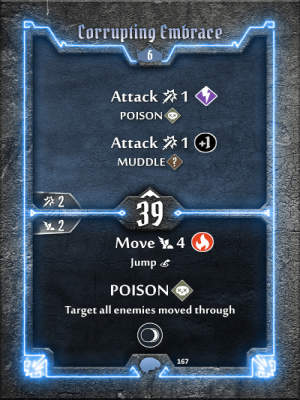 Corrupting Embrace
6
Attack 1
POISON
Attack 1 +1
MUDDLE ?
2
39
2
Move 4
Jump
POISON
Target all enemies moved through
167